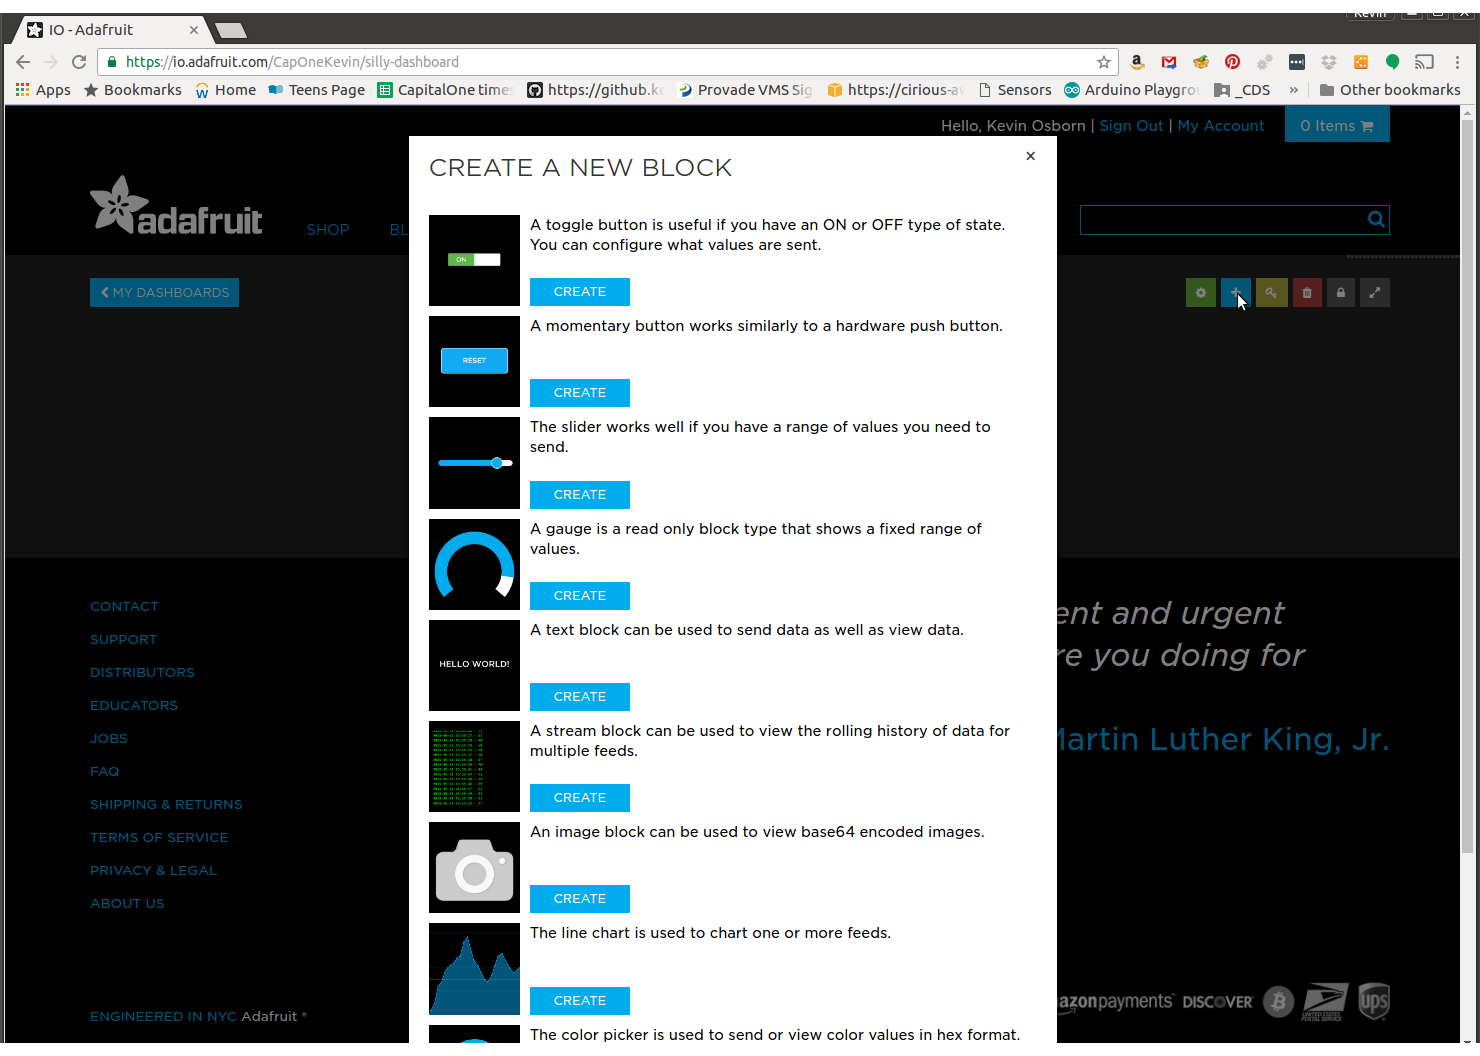 Kevin
IO - Adafruit
https://io.adafruit.com/CapOneKevin/silly-dashboard
Apps Bookmarks Home Teens Page CapitalOne time https://github.k Provade VMS Sig https://cirious-a Sensors Arduino Playgro _CDS » Other bookmarks
Hello, Kevin Osborn | Sign Out | My Account 0 Items
adafruit SHOP BL
MY DASHBOARDS
CREATE A NEW BLOCK
x
ON
A toggle button is useful if you have an ON or OFF type of state.
You can configure what values are sent.
CREATE
RESET
A momentary button works similarly to a hardware push button.
CREATE
The slider works well if you have a range of values you need to
send.
CREATE
A gauge is a read only block type that shows a fixed range of
values.
CREATE
HELLO WORLD!
A text block can be used to send data as well as view data.
CREATE
A stream block can be used to view the rolling history of data for
multiple feeds.
CREATE
An image block can be used to view base64 encoded images.
CREATE
The line chart is used to chart one or more feeds.
CREATE
The color picker is used to send or view color values in hex format.
CONTACT
SUPPORT
DISTRIBUTORS
EDUCATORS
JOBS
FAQ
SHIPPING & RETURNS
TERMS OF SERVICE
PRIVACY & LEGAL
ABOUT US
ENGINEERED IN NYC Adafruit ®
ent and urgent
re you doing for
Martin Luther King, Jr.
azonpayments DISCOVER UNITED STATES POSTAL SERVICE ups